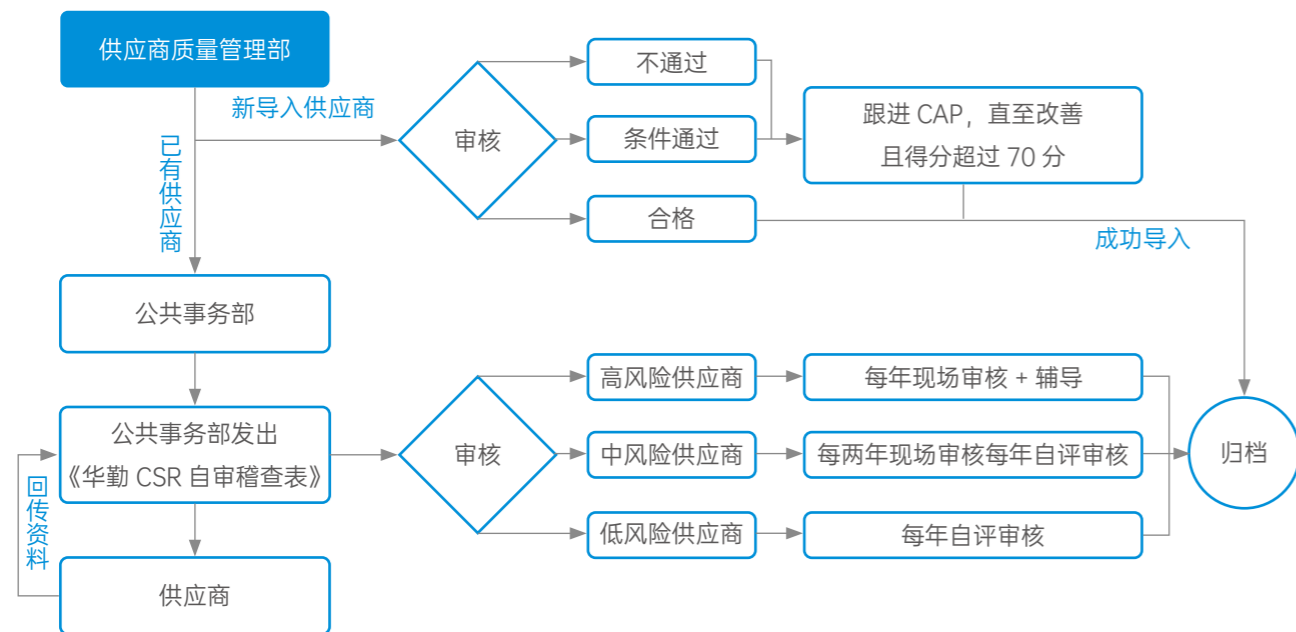 供应商质量管理部
新导入供应商
已有供应商
审核
不通过
条件通过
合格
跟进 CAP，直至改善
且得分超过 70 分
成功导入
公共事务部
公共事务部发出
《华勤 CSR 自审稽查表》
回传资料
供应商
审核
高风险供应商
每年现场审核 + 辅导
中风险供应商
每两年现场审核每年自评审核
低风险供应商
每年自评审核
归档